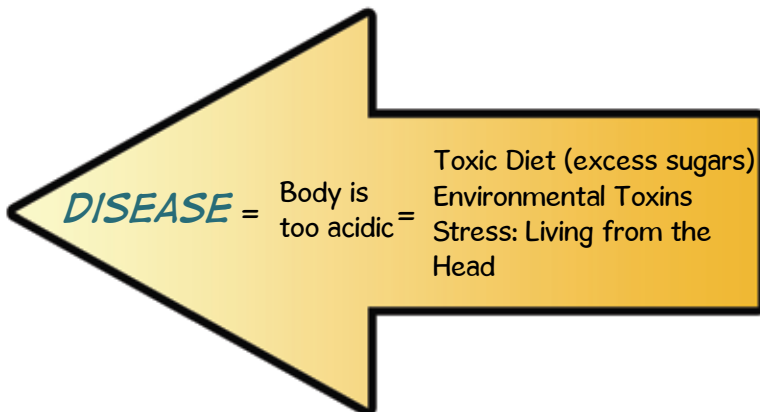 DISEASE = Body is too acidic = Toxic Diet (excess sugars)
Environmental Toxins
Stress: Living from the
Head